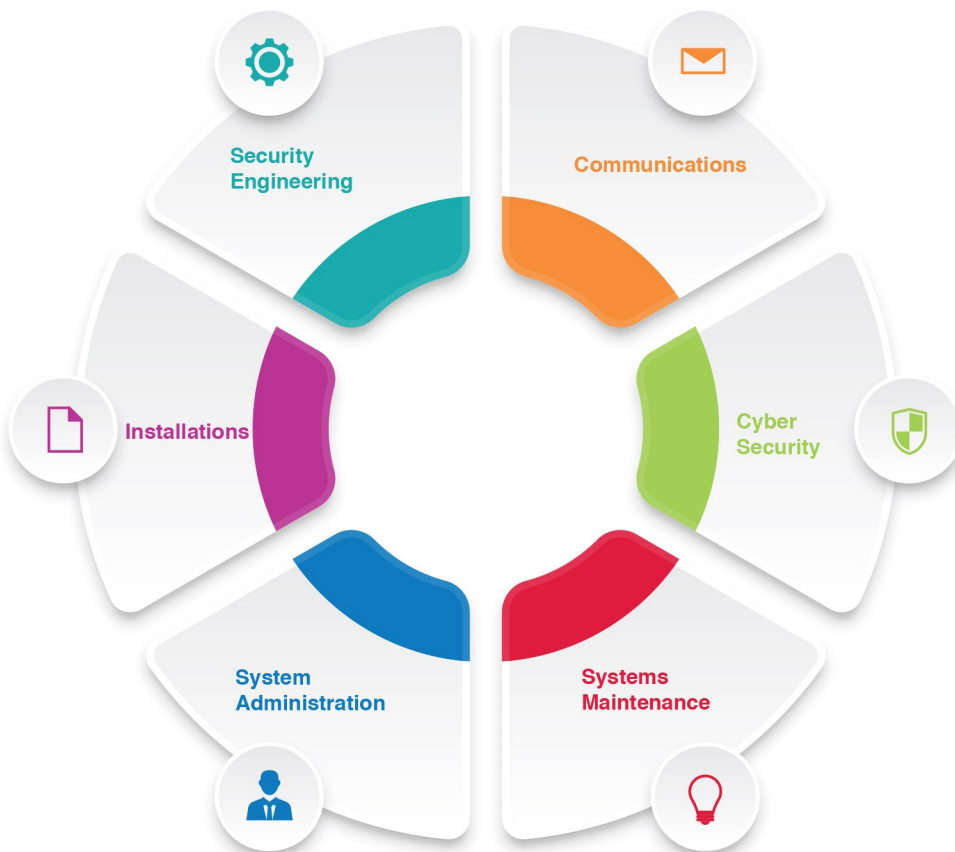 Security
Engineering
Communications
Installations
Cyber
Security
System
Administration
Systems
Maintenance